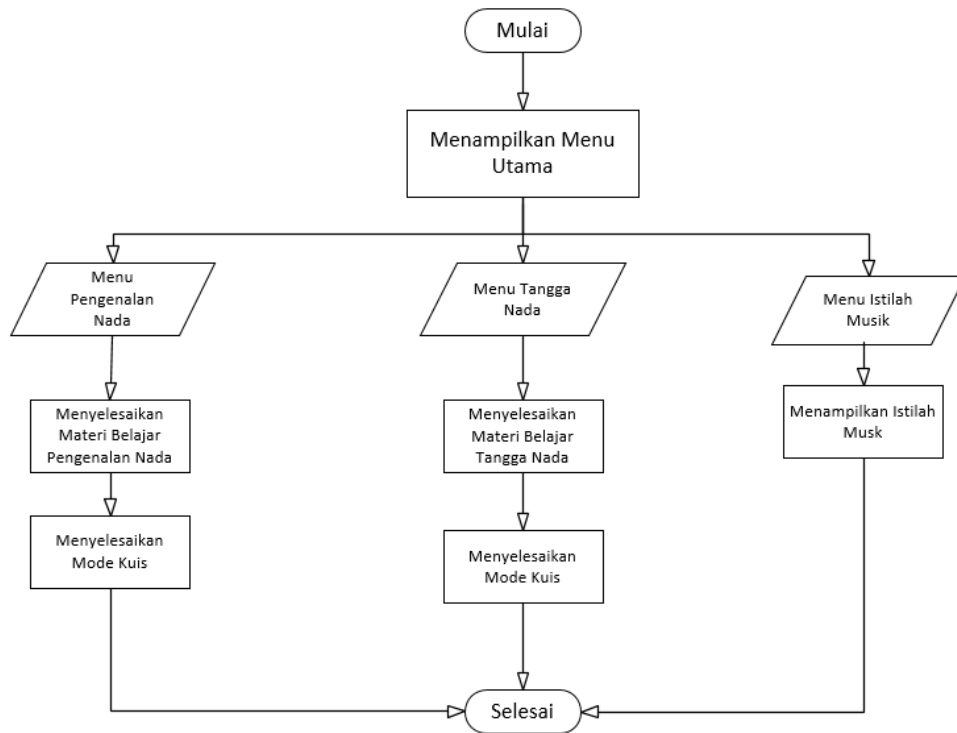 Mulai
Menampilkan Menu
Utama
Menu
Pengenalan
Nada
Menu Tangga
Nada
Menu Istilah
Musik
Menyelesaikan
Materi Belajar
Pengenalan Nada
Menyelesaikan
Materi Belajar
Tangga Nada
Menampilkan Istilah
Musk
Menyelesaikan
Mode Kuis
Menyelesaikan
Mode Kuis
Selesai